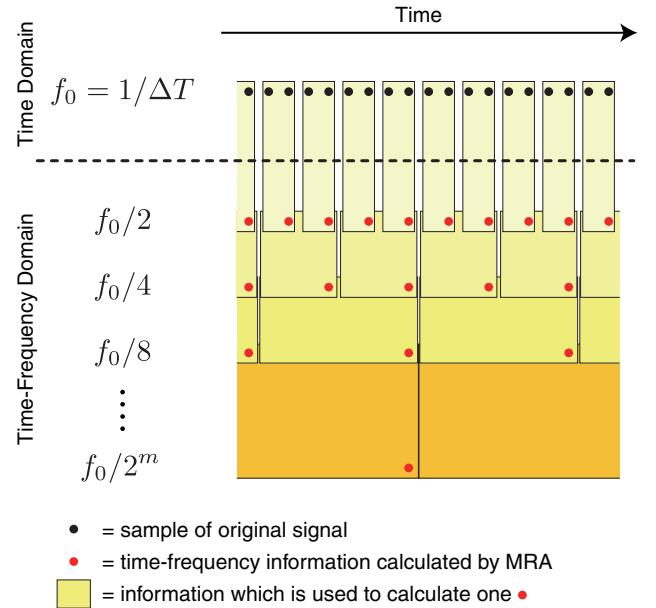 Time
Time Domain
f₀ = 1/ΔT
Time-Frequency Domain
f₀/2
f₀/4
f₀/8
f₀/2ᵐ
= sample of original signal
= time-frequency information calculated by MRA
= information which is used to calculate one